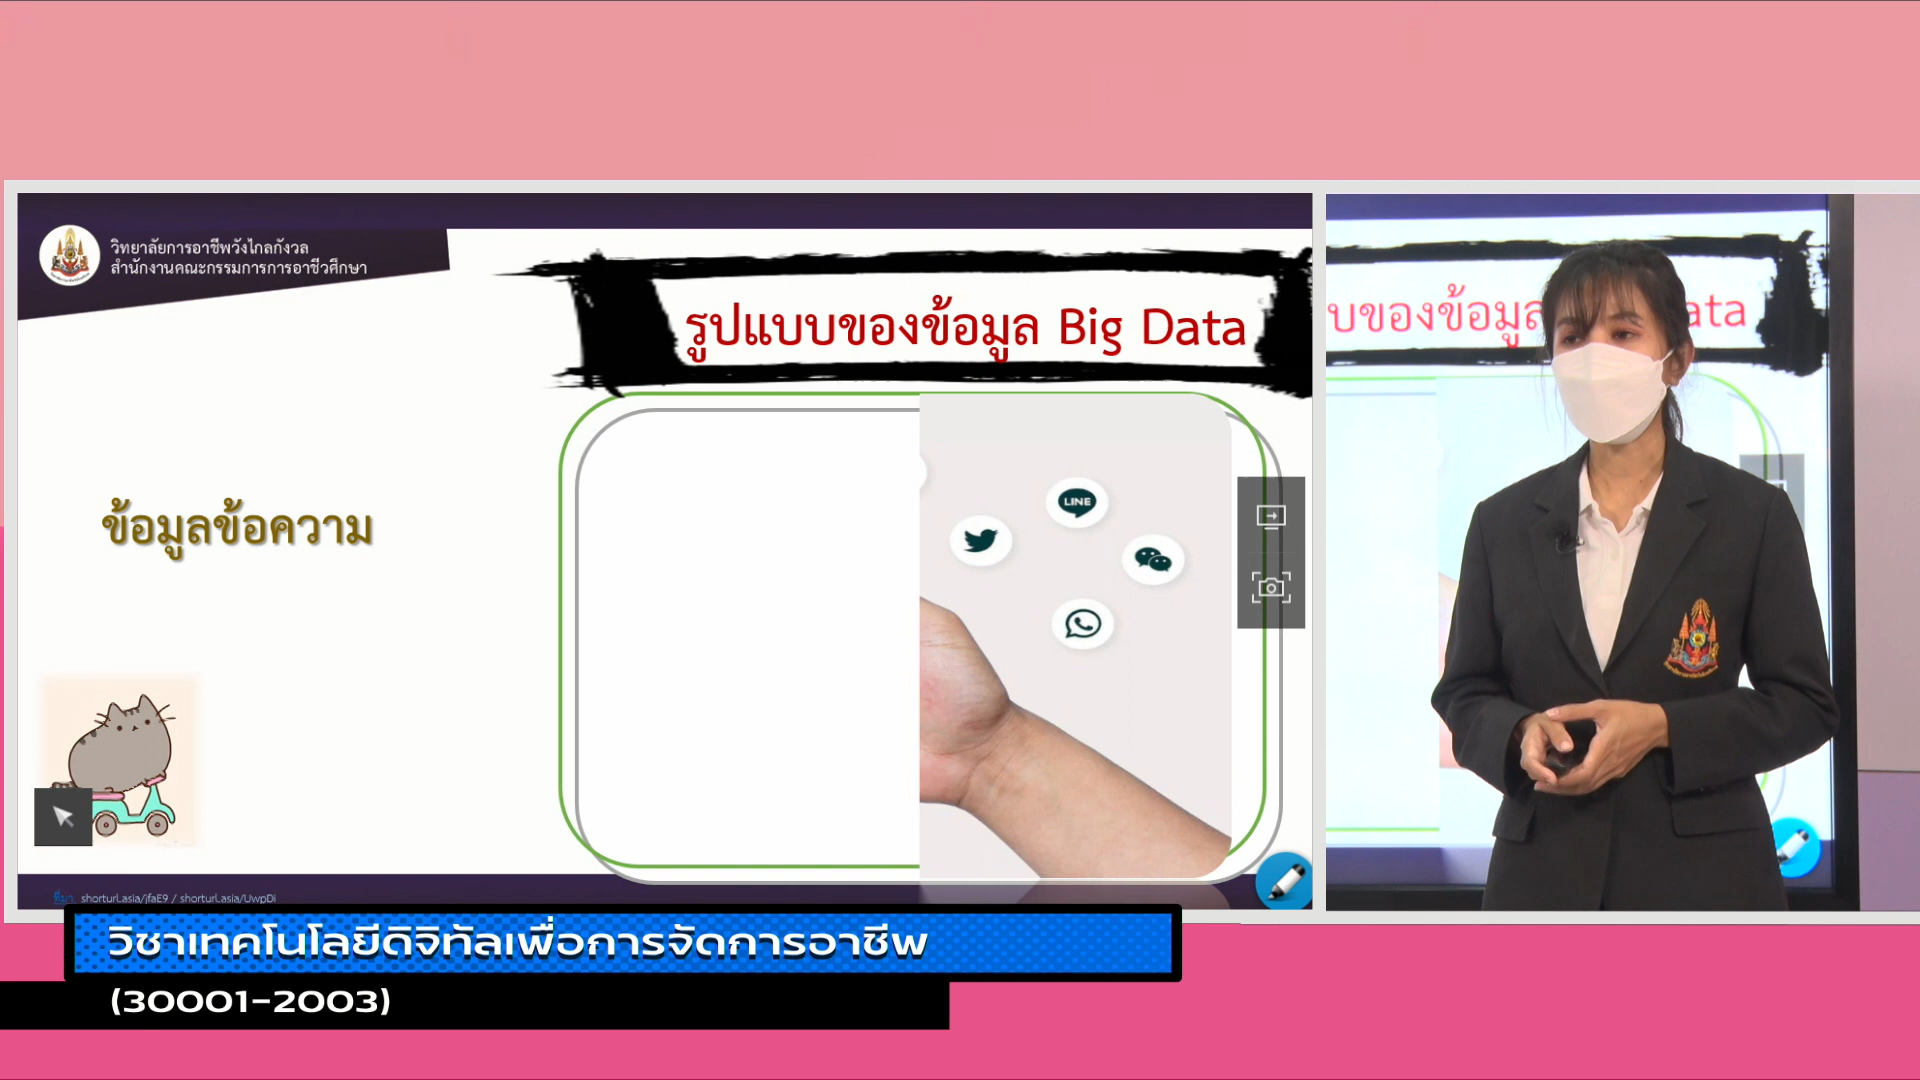 วิทยาลัยการอาชีพวังไกลกังวล
สำนักงานคณะกรรมการการอาชีวศึกษา
รูปแบบของข้อมูล Big Data
ข้อมูลข้อความ
LINE
ที่มา shorturl.asia/jfaE9 / shorturl.asia/UwpDi
บของข้อมูล
ata
วิชาเทคโนโลยีดิจิทัลเพื่อการจัดการอาชีพ
(30001-2003)